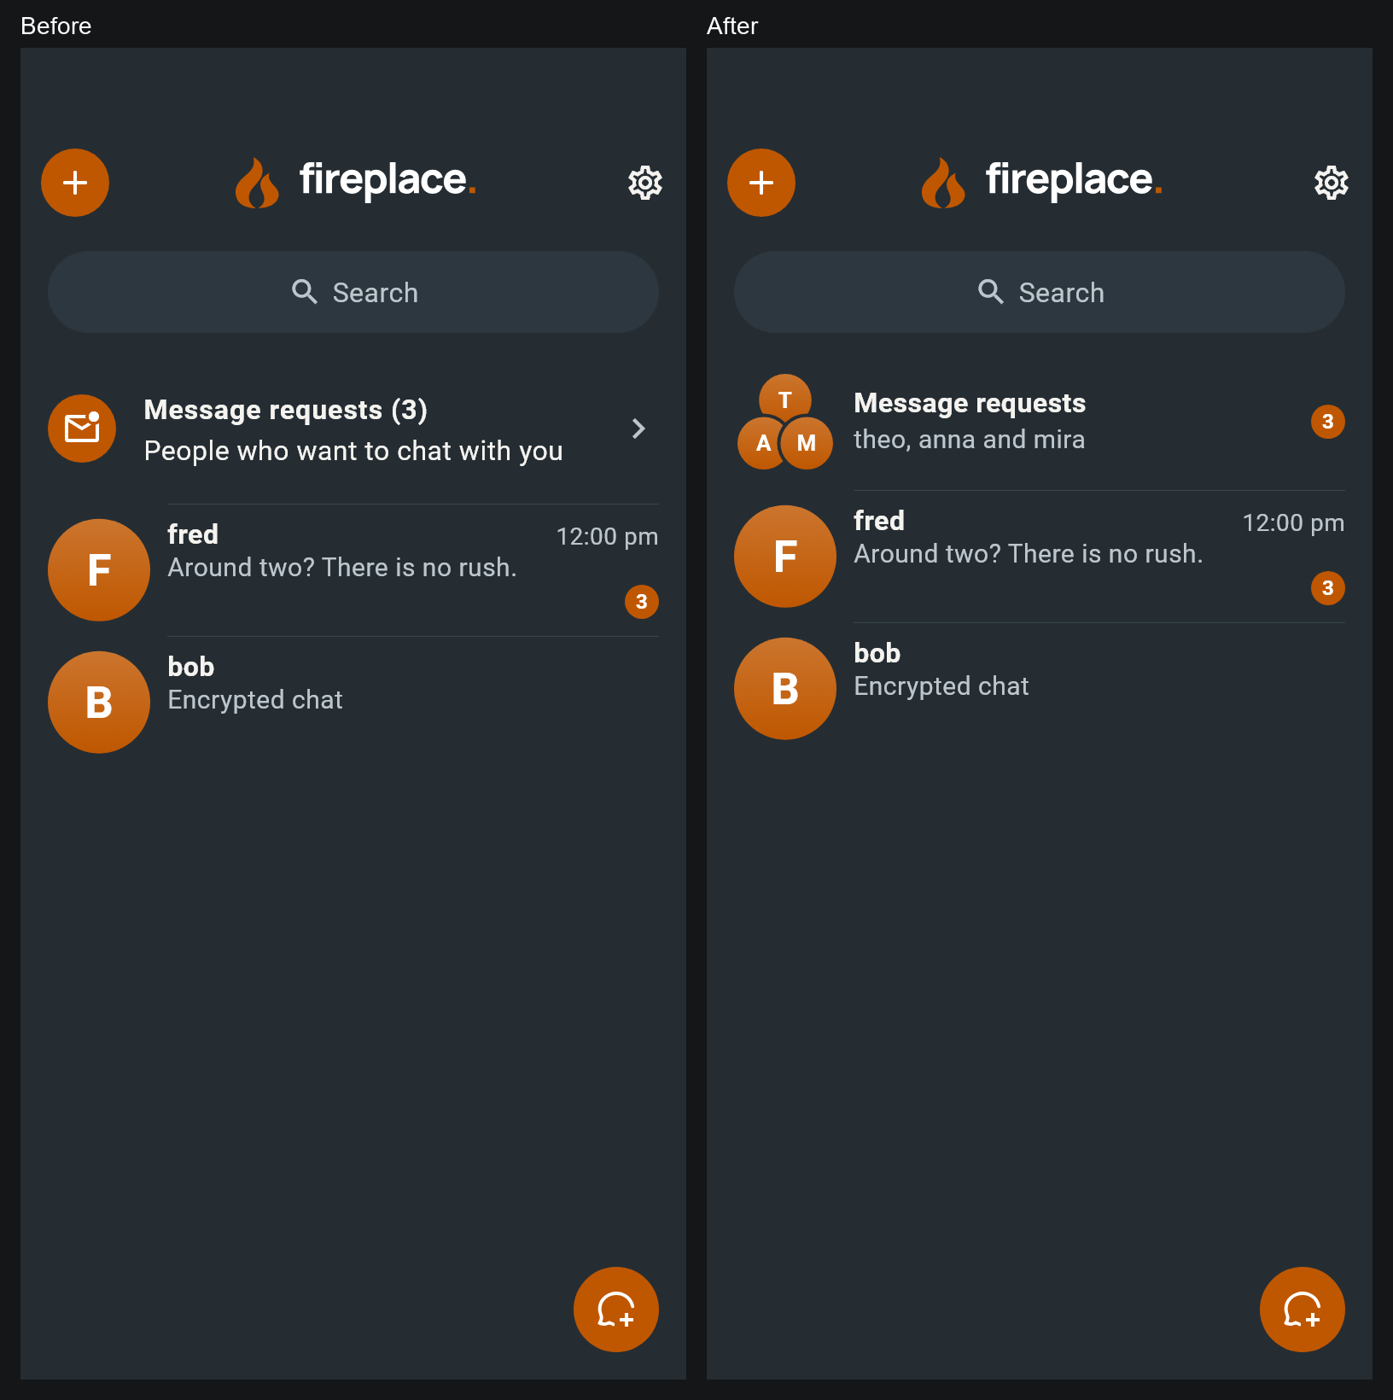 Before
fireplace.
Search
Message requests (3)
People who want to chat with you
F
fred
12:00 pm
Around two? There is no rush.
3
B
bob
Encrypted chat
After
fireplace.
Search
T
A
M
Message requests
theo, anna and mira
3
F
fred
12:00 pm
Around two? There is no rush.
3
B
bob
Encrypted chat